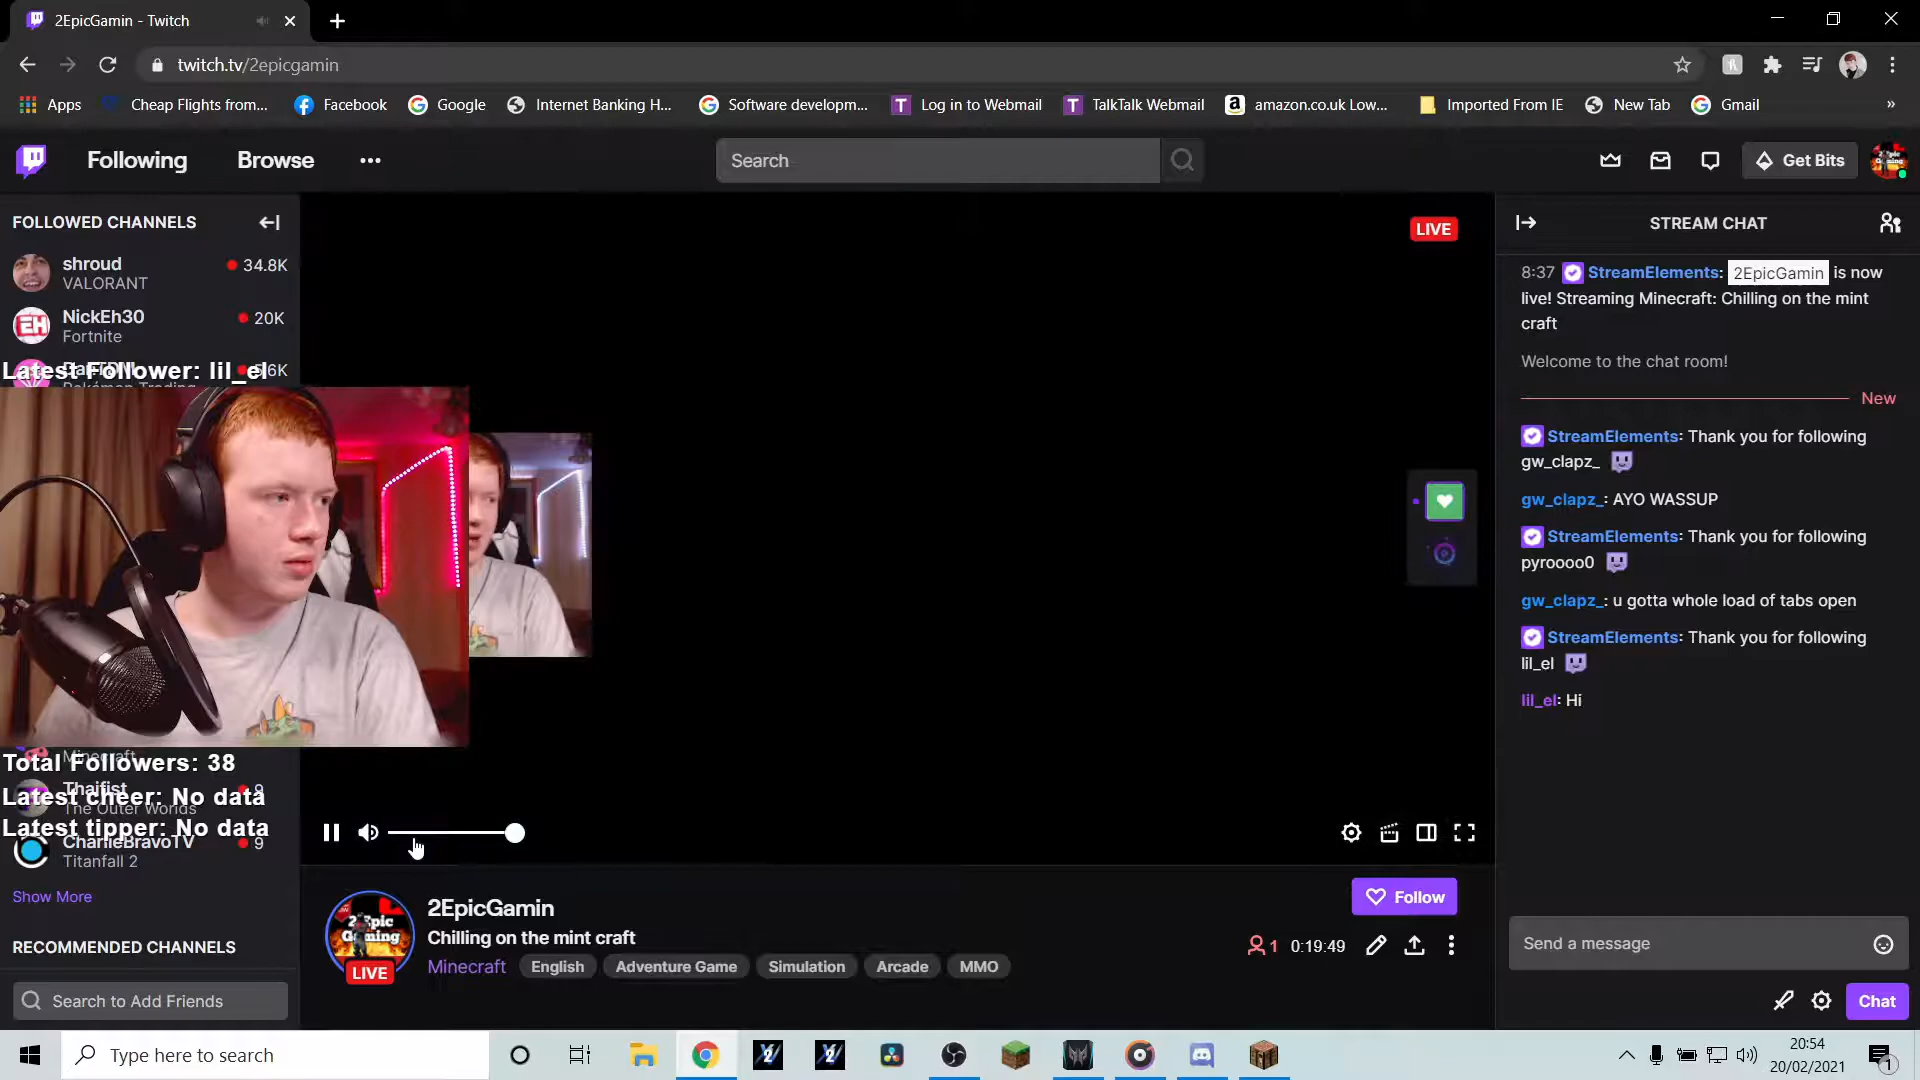 2EpicGamin - Twitch
twitch.tv/2epicgamin
Apps
Cheap Flights from...
Facebook
Google
Internet Banking H...
Software developm...
Log in to Webmail
TalkTalk Webmail
amazon.co.uk Low...
Imported From IE
New Tab
Gmail
Following
Browse
Search
Get Bits
FOLLOWED CHANNELS
shroud
34.8K
VALORANT
NickEh30
20K
Fortnite
Latest Follower: lil_el
Total Followers: 38
Thaifist
9
The Outer Worlds
Latest cheer: No data
Latest tipper: No data
CharlieBravoTV
9
Titanfall 2
Show More
RECOMMENDED CHANNELS
Search to Add Friends
LIVE
2EpicGamin
Chilling on the mint craft
Minecraft
English
Adventure Game
Simulation
Arcade
MMO
LIVE
Follow
1
0:19:49
STREAM CHAT
8:37 StreamElements: 2EpicGamin is now
live! Streaming Minecraft: Chilling on the mint
craft
Welcome to the chat room!
New
StreamElements: Thank you for following
gw_clapz_
gw_clapz_: AYO WASSUP
StreamElements: Thank you for following
pyroooo0
gw_clapz_: u gotta whole load of tabs open
StreamElements: Thank you for following
lil_el
lil_el: Hi
Send a message
Chat
Type here to search
20:54
20/02/2021
1